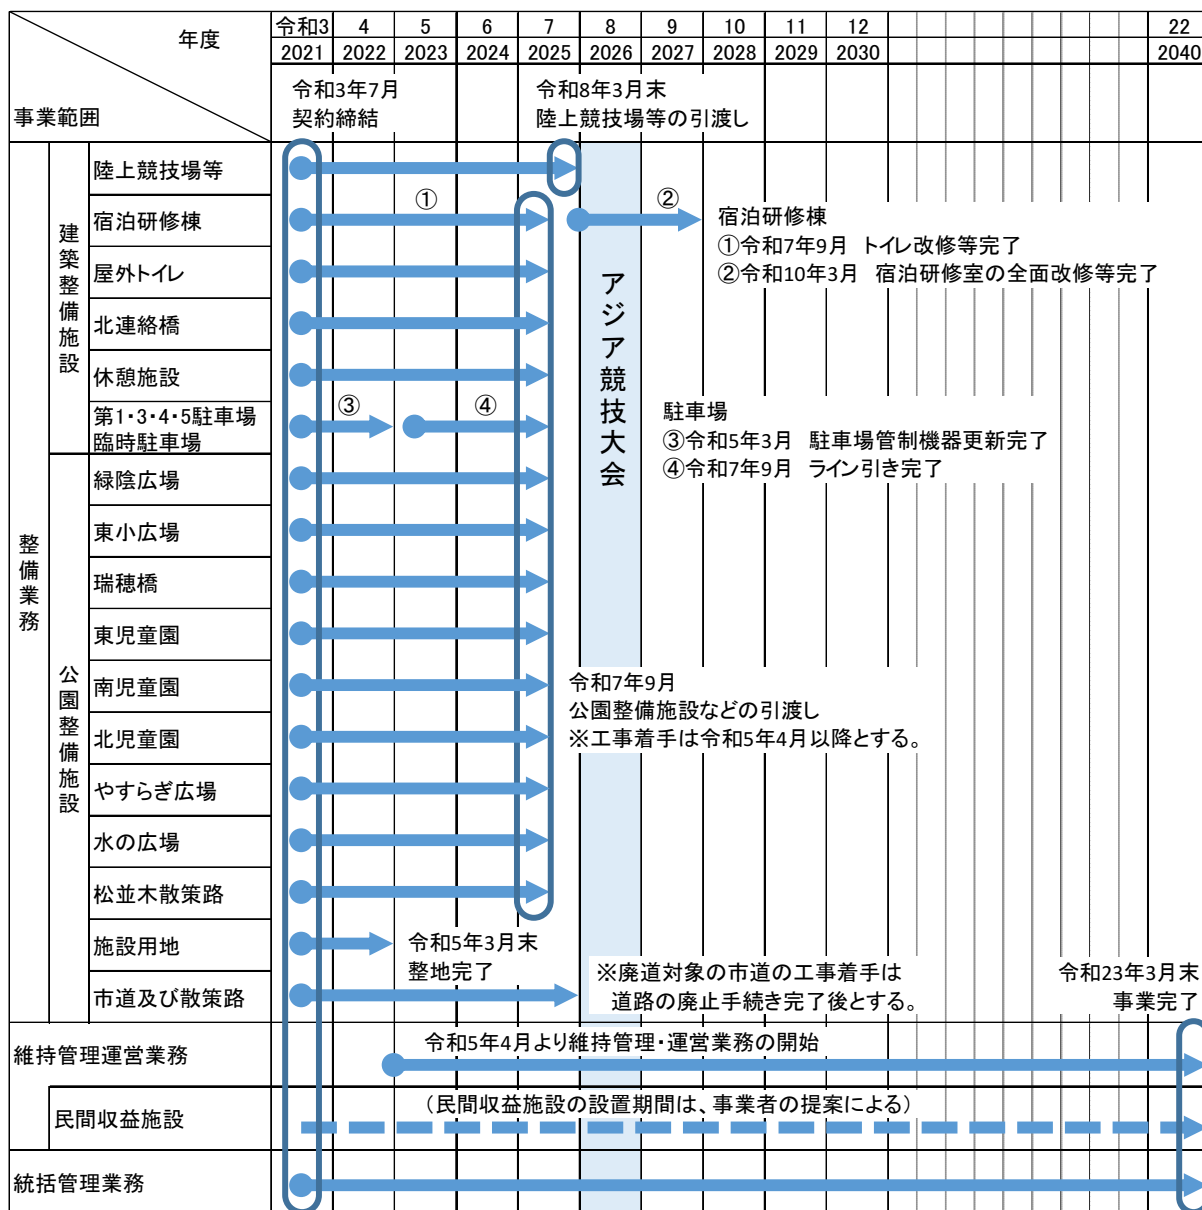 年度
事業範囲
令和3 4 5 6 7 8 9 10 11 12 22
2021 2022 2023 2024 2025 2026 2027 2028 2029 2030 2040
令和3年7月
契約締結
令和8年3月末
陸上競技場等の引渡し
整備業務
建築整備施設
陸上競技場等
宿泊研修棟
① ②
宿泊研修棟
①令和7年9月 トイレ改修等完了
②令和10年3月 宿泊研修室の全面改修等完了
屋外トイレ
北連絡橋
休憩施設
第1・3・4・5駐車場
臨時駐車場
③ ④
駐車場
③令和5年3月 駐車場管制機器更新完了
④令和7年9月 ライン引き完了
アジア競技大会
公園整備施設
緑陰広場
東小広場
瑞穂橋
東児童園
南児童園
北児童園
令和7年9月
公園整備施設などの引渡し
※工事着手は令和5年4月以降とする。
やすらぎ広場
水の広場
松並木散策路
施設用地
令和5年3月末
整地完了
市道及び散策路
※廃道対象の市道の工事着手は
道路の廃止手続き完了後とする。
令和23年3月末
事業完了
維持管理運営業務
令和5年4月より維持管理・運営業務の開始
民間収益施設
（民間収益施設の設置期間は、事業者の提案による）
統括管理業務